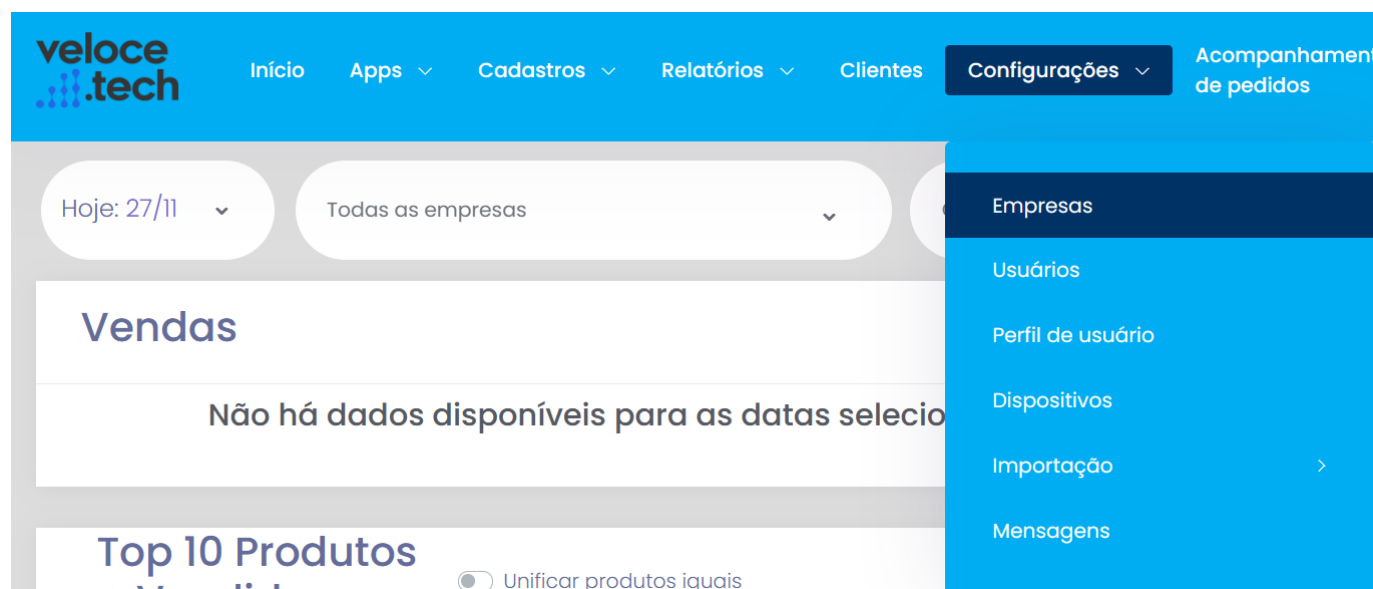 veloce
.tech
Início
Apps
Cadastros
Relatórios
Clientes
Configurações
Acompanhament
de pedidos
Hoje: 27/11
Todas as empresas
Empresas
Usuários
Perfil de usuário
Dispositivos
Importação
Mensagens
Vendas
Não há dados disponíveis para as datas selecio
Top 10 Produtos
Unificar produtos iguais